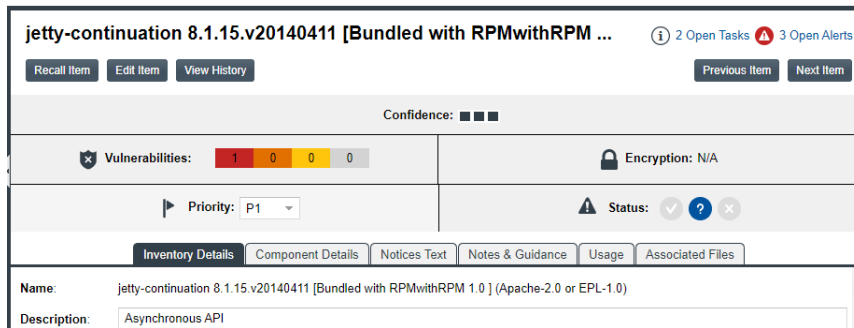 jetty-continuation 8.1.15.v20140411 [Bundled with RPMwithRPM ...
2 Open Tasks 3 Open Alerts
Recall Item Edit Item View History Previous Item Next Item
Confidence:
Vulnerabilities: 1 0 0 0 Encryption: N/A
Priority: P1 Status:
Inventory Details Component Details Notices Text Notes & Guidance Usage Associated Files
Name: jetty-continuation 8.1.15.v20140411 [Bundled with RPMwithRPM 1.0 ] (Apache-2.0 or EPL-1.0)
Description: Asynchronous API